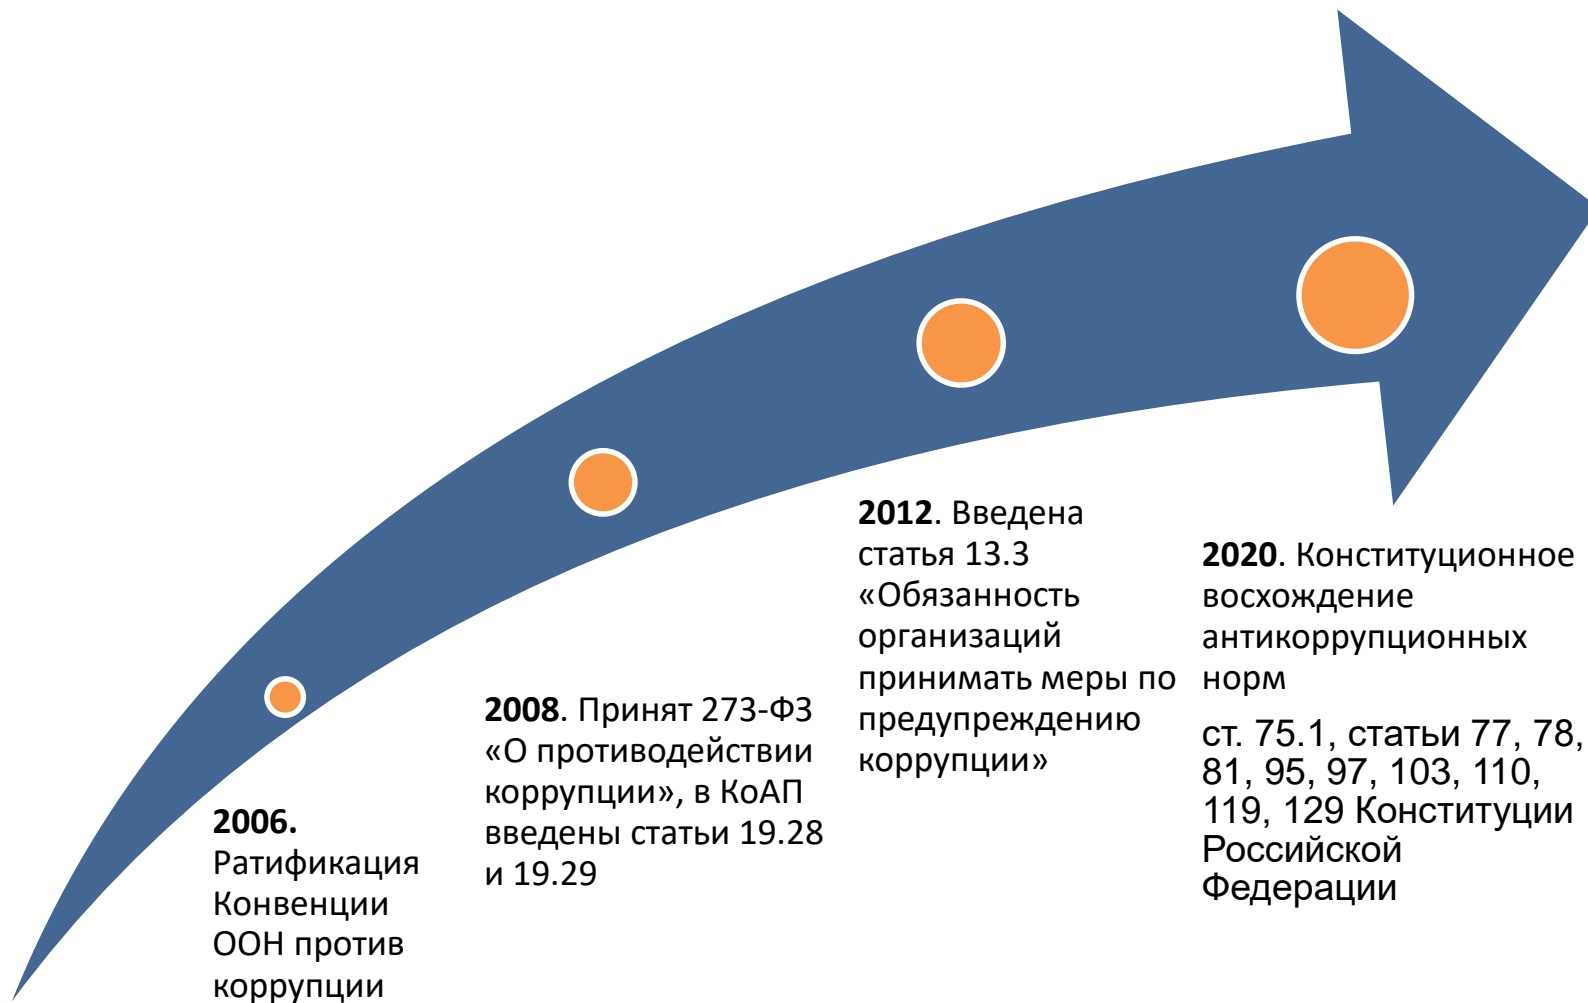 2006.
Ратификация
Конвенции
ООН против
коррупции
2008. Принят 273-ФЗ
«О противодействии
коррупции», в КоАП
введены статьи 19.28
и 19.29
2012. Введена
статья 13.3
«Обязанность
организаций
принимать меры по
предупреждению
коррупции»
2020. Конституционное
восхождение
антикоррупционных
норм
ст. 75.1, статьи 77, 78,
81, 95, 97, 103, 110,
119, 129 Конституции
Российской
Федерации